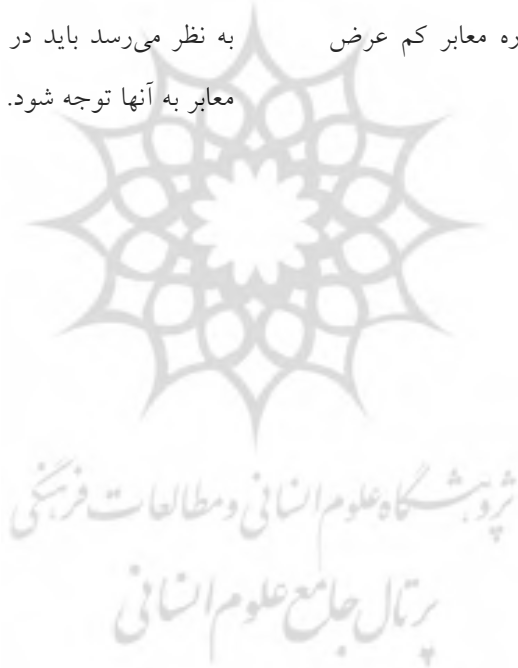 ره معابر کم عرض
به نظر می‌رسد باید در
معابر به آنها توجه شود.
پژوهشگاه علوم انسانی و مطالعات فرهنگی
پرتال جامع علوم انسانی